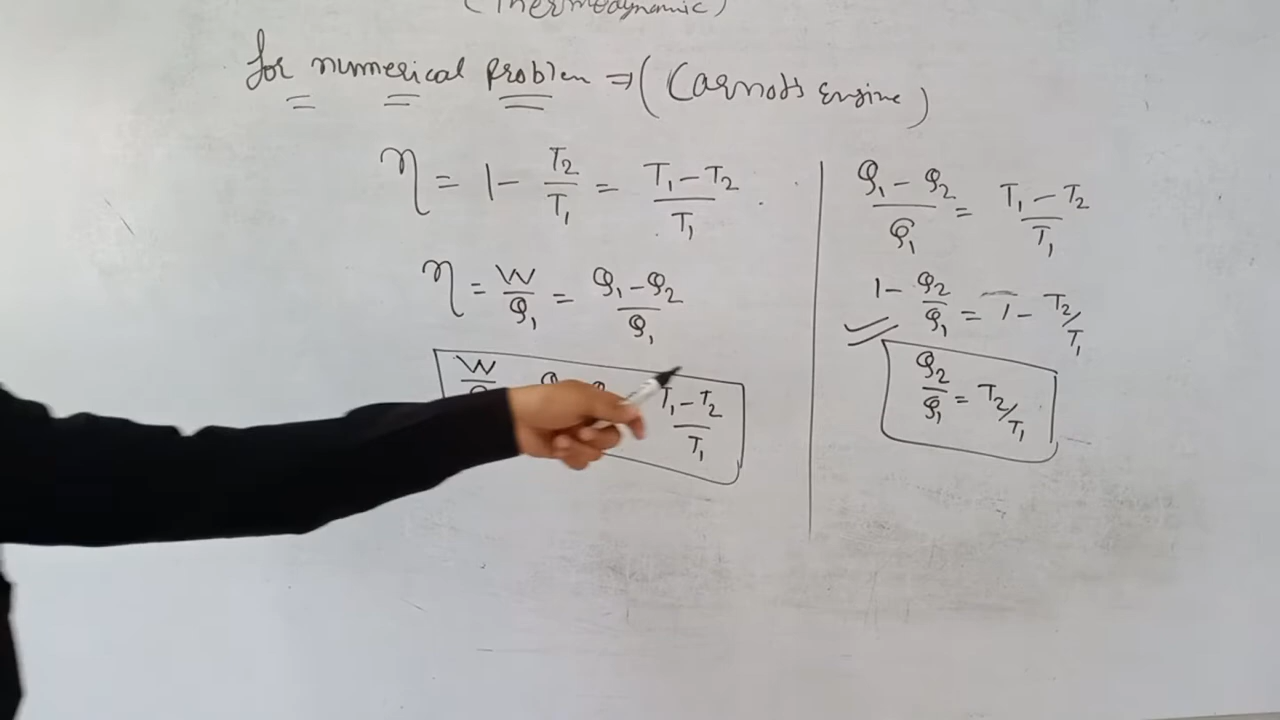 (Thermodynamic)
for numerical problem ⇒ (Carnot's Engine)
η = 1 - T₂/T₁ = (T₁ - T₂)/T₁
η = W/Q₁ = (Q₁ - Q₂)/Q₁
W (T₁ - T₂)/T₁
(Q₁ - Q₂)/Q₁ = (T₁ - T₂)/T₁
1 - Q₂/Q₁ = 1 - T₂/T₁
Q₂/Q₁ = T₂/T₁